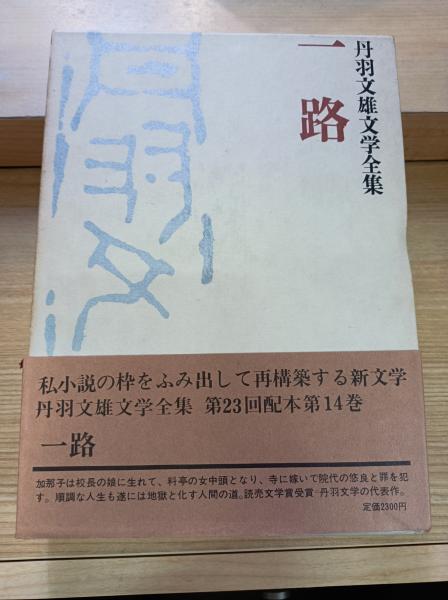 丹羽文雄文学全集
一路
丹羽文
私小説の枠をふみ出して再構築する新文学
丹羽文雄文学全集 第23回配本第14巻
一路
加那子は校長の娘に生れて、料亭の女中頭となり、寺に嫁いて院代の悠良と罪を犯
す。順調な人生も遂には地獄と化す人間の道。読売文学賞受賞―丹羽文学の代表作。
定価2300円